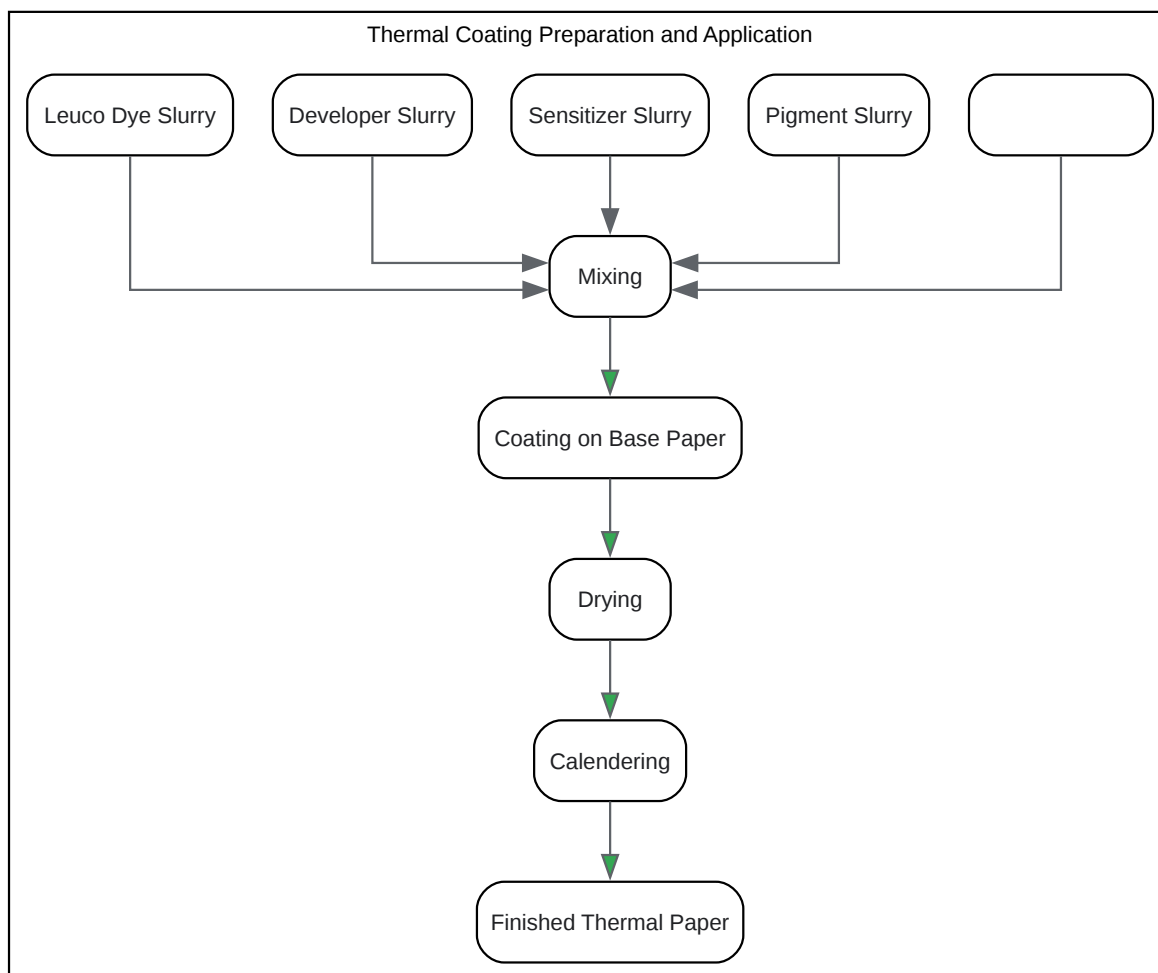 Thermal Coating Preparation and Application
Leuco Dye Slurry
Developer Slurry
Sensitizer Slurry
Pigment Slurry
Mixing
Coating on Base Paper
Drying
Calendering
Finished Thermal Paper